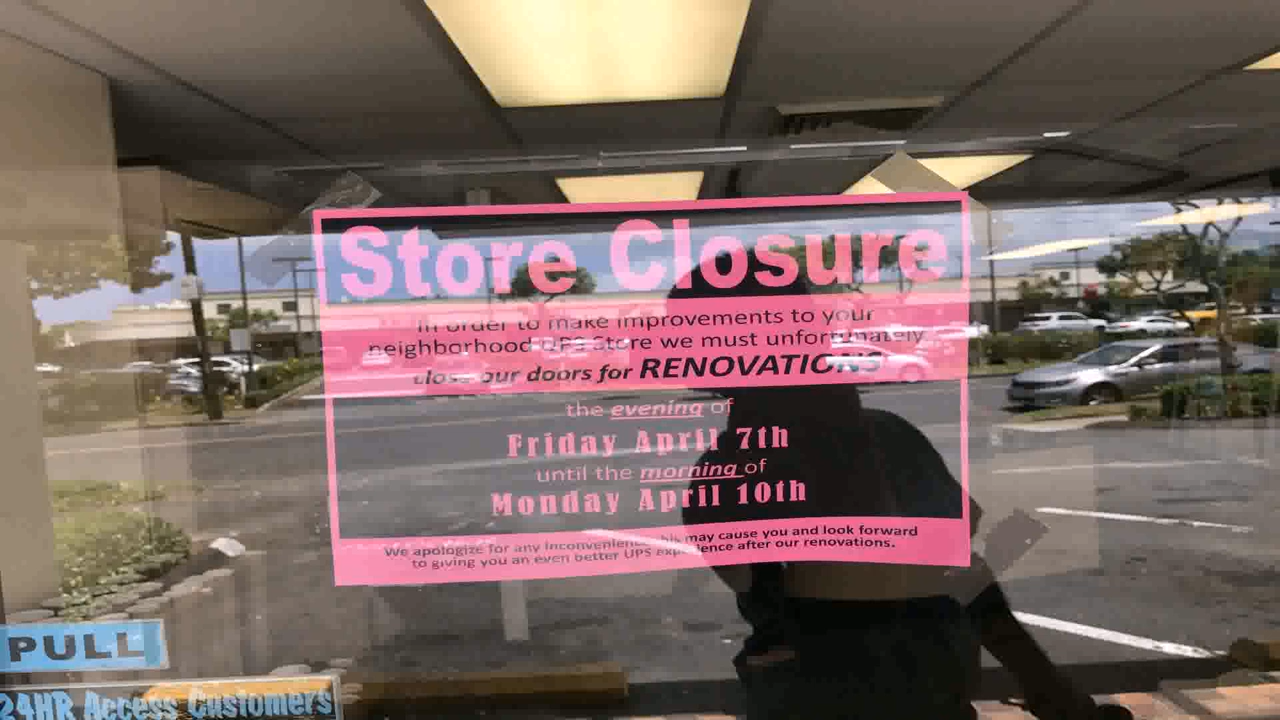 Store Closure
In order to make improvements to your
neighborhood UPS Store we must unfortunately
close our doors for RENOVATIONS
the evening of
Friday April 7th
until the morning of
Monday April 10th
We apologize for any inconvenience this may cause you and look forward
to giving you an even better UPS experience after our renovations.
PULL
24HR Access Customers